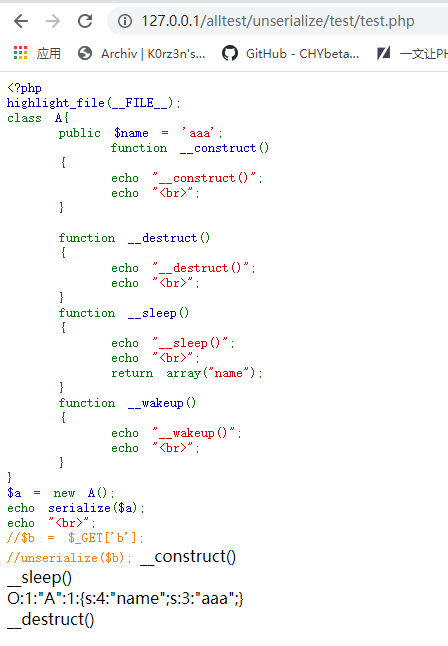 127.0.0.1/alltest/unserialize/test/test.php
应用 Archiv | K0rz3n's... GitHub - CHYbeta... 一文让PH
<?php
highlight_file(__FILE__);
class A{
public $name = 'aaa';
function __construct()
{
echo "__construct()";
echo "<br>";
}
function __destruct()
{
echo "__destruct()";
echo "<br>";
}
function __sleep()
{
echo "__sleep()";
echo "<br>";
return array("name");
}
function __wakeup()
{
echo "__wakeup()";
echo "<br>";
}
}
$a = new A();
echo serialize($a);
echo "<br>";
//$b = $_GET['b'];
//unserialize($b); __construct()
__sleep()
O:1:"A":1:{s:4:"name";s:3:"aaa";}
__destruct()